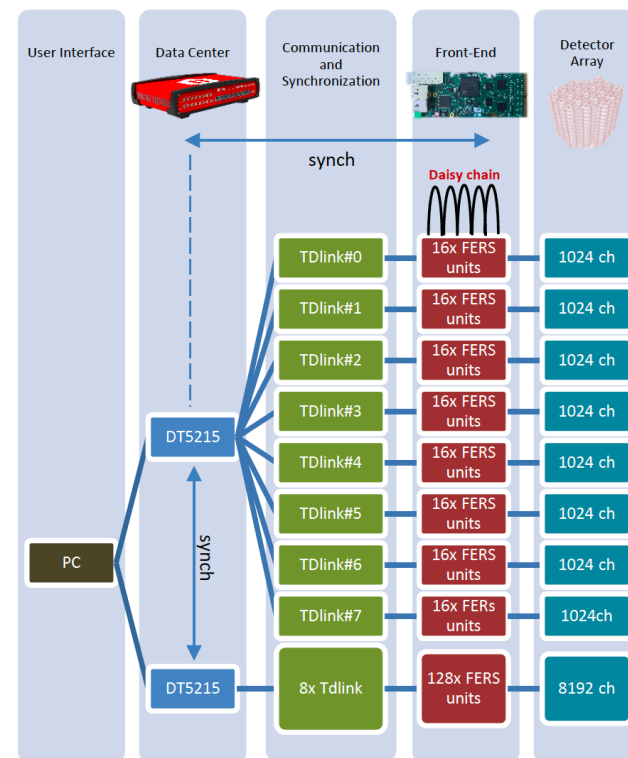 User Interface
Data Center
Communication
and
Synchronization
Front-End
Detector
Array
synch
Daisy chain
TDlink#0
16x FERS
units
1024 ch
TDlink#1
16x FERS
units
1024 ch
TDlink#2
16x FERS
units
1024 ch
TDlink#3
16x FERS
units
1024 ch
DT5215
TDlink#4
16x FERS
units
1024 ch
TDlink#5
16x FERS
units
1024 ch
synch
PC
TDlink#6
16x FERS
units
1024 ch
TDlink#7
16x FERs
units
1024ch
DT5215
8x Tdlink
128x FERS
units
8192 ch